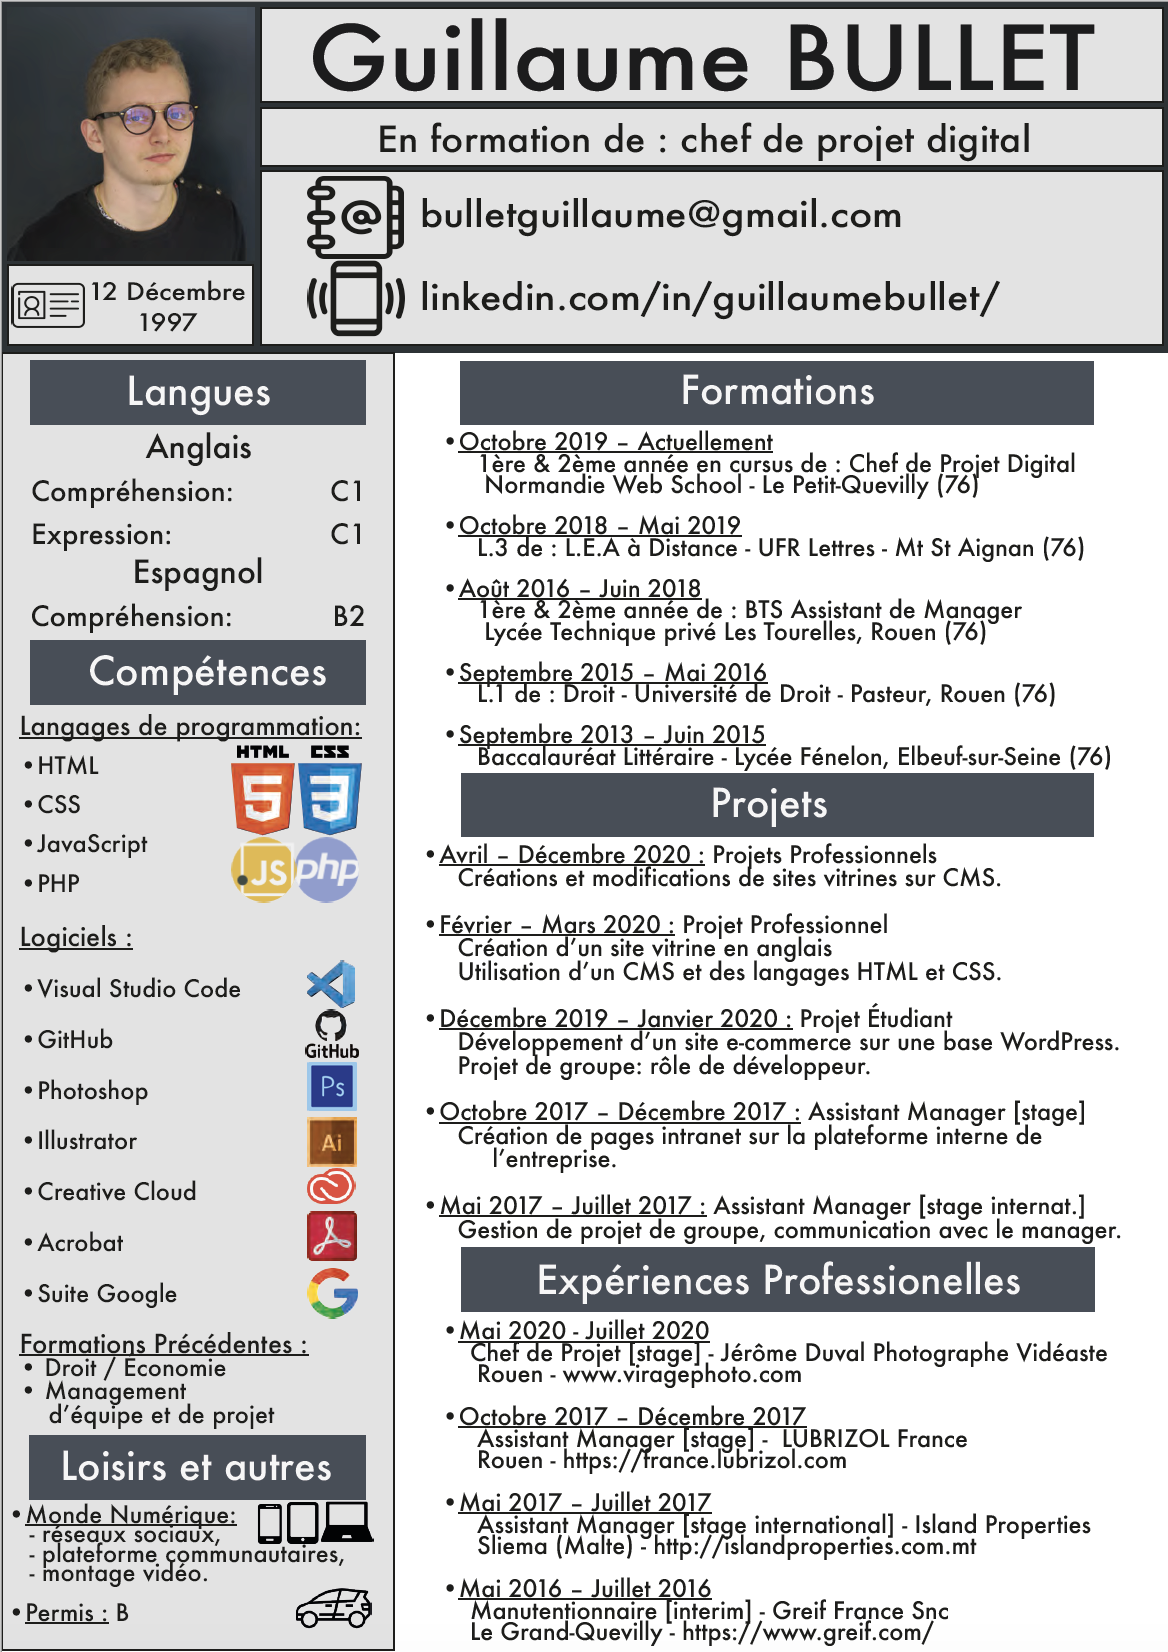 Guillaume BULLET
En formation de : chef de projet digital
bulletguillaume@gmail.com
linkedin.com/in/guillaumebullet/
12 Décembre
1997
Langues
Anglais
Compréhension: C1
Expression: C1
Espagnol
Compréhension: B2
Compétences
Langages de programmation:
•HTML
•CSS
•JavaScript
•PHP
HTML CSS
5 3
JS php
Logiciels :
•Visual Studio Code
•GitHub
GitHub
•Photoshop
Ps
•Illustrator
Ai
•Creative Cloud
•Acrobat
•Suite Google
G
Formations Précédentes :
• Droit / Economie
• Management
d'équipe et de projet
Loisirs et autres
•Monde Numérique:
- réseaux sociaux,
- plateforme communautaires,
- montage vidéo.
•Permis : B
Formations
•Octobre 2019 – Actuellement
1ère & 2ème année en cursus de : Chef de Projet Digital
Normandie Web School - Le Petit-Quevilly (76)
•Octobre 2018 – Mai 2019
L.3 de : L.E.A à Distance - UFR Lettres - Mt St Aignan (76)
•Août 2016 – Juin 2018
1ère & 2ème année de : BTS Assistant de Manager
Lycée Technique privé Les Tourelles, Rouen (76)
•Septembre 2015 – Mai 2016
L.1 de : Droit - Université de Droit - Pasteur, Rouen (76)
•Septembre 2013 – Juin 2015
Baccalauréat Littéraire - Lycée Fénelon, Elbeuf-sur-Seine (76)
Projets
•Avril – Décembre 2020 : Projets Professionnels
Créations et modifications de sites vitrines sur CMS.
•Février – Mars 2020 : Projet Professionnel
Création d'un site vitrine en anglais
Utilisation d'un CMS et des langages HTML et CSS.
•Décembre 2019 – Janvier 2020 : Projet Étudiant
Développement d'un site e-commerce sur une base WordPress.
Projet de groupe: rôle de développeur.
•Octobre 2017 – Décembre 2017 : Assistant Manager [stage]
Création de pages intranet sur la plateforme interne de
l'entreprise.
•Mai 2017 – Juillet 2017 : Assistant Manager [stage internat.]
Gestion de projet de groupe, communication avec le manager.
Expériences Professionelles
•Mai 2020 - Juillet 2020
Chef de Projet [stage] - Jérôme Duval Photographe Vidéaste
Rouen - www.viragephoto.com
•Octobre 2017 – Décembre 2017
Assistant Manager [stage] - LUBRIZOL France
Rouen - https://france.lubrizol.com
•Mai 2017 – Juillet 2017
Assistant Manager [stage international] - Island Properties
Sliema (Malte) - http://islandproperties.com.mt
•Mai 2016 – Juillet 2016
Manutentionnaire [interim] - Greif France Snc
Le Grand-Quevilly - https://www.greif.com/